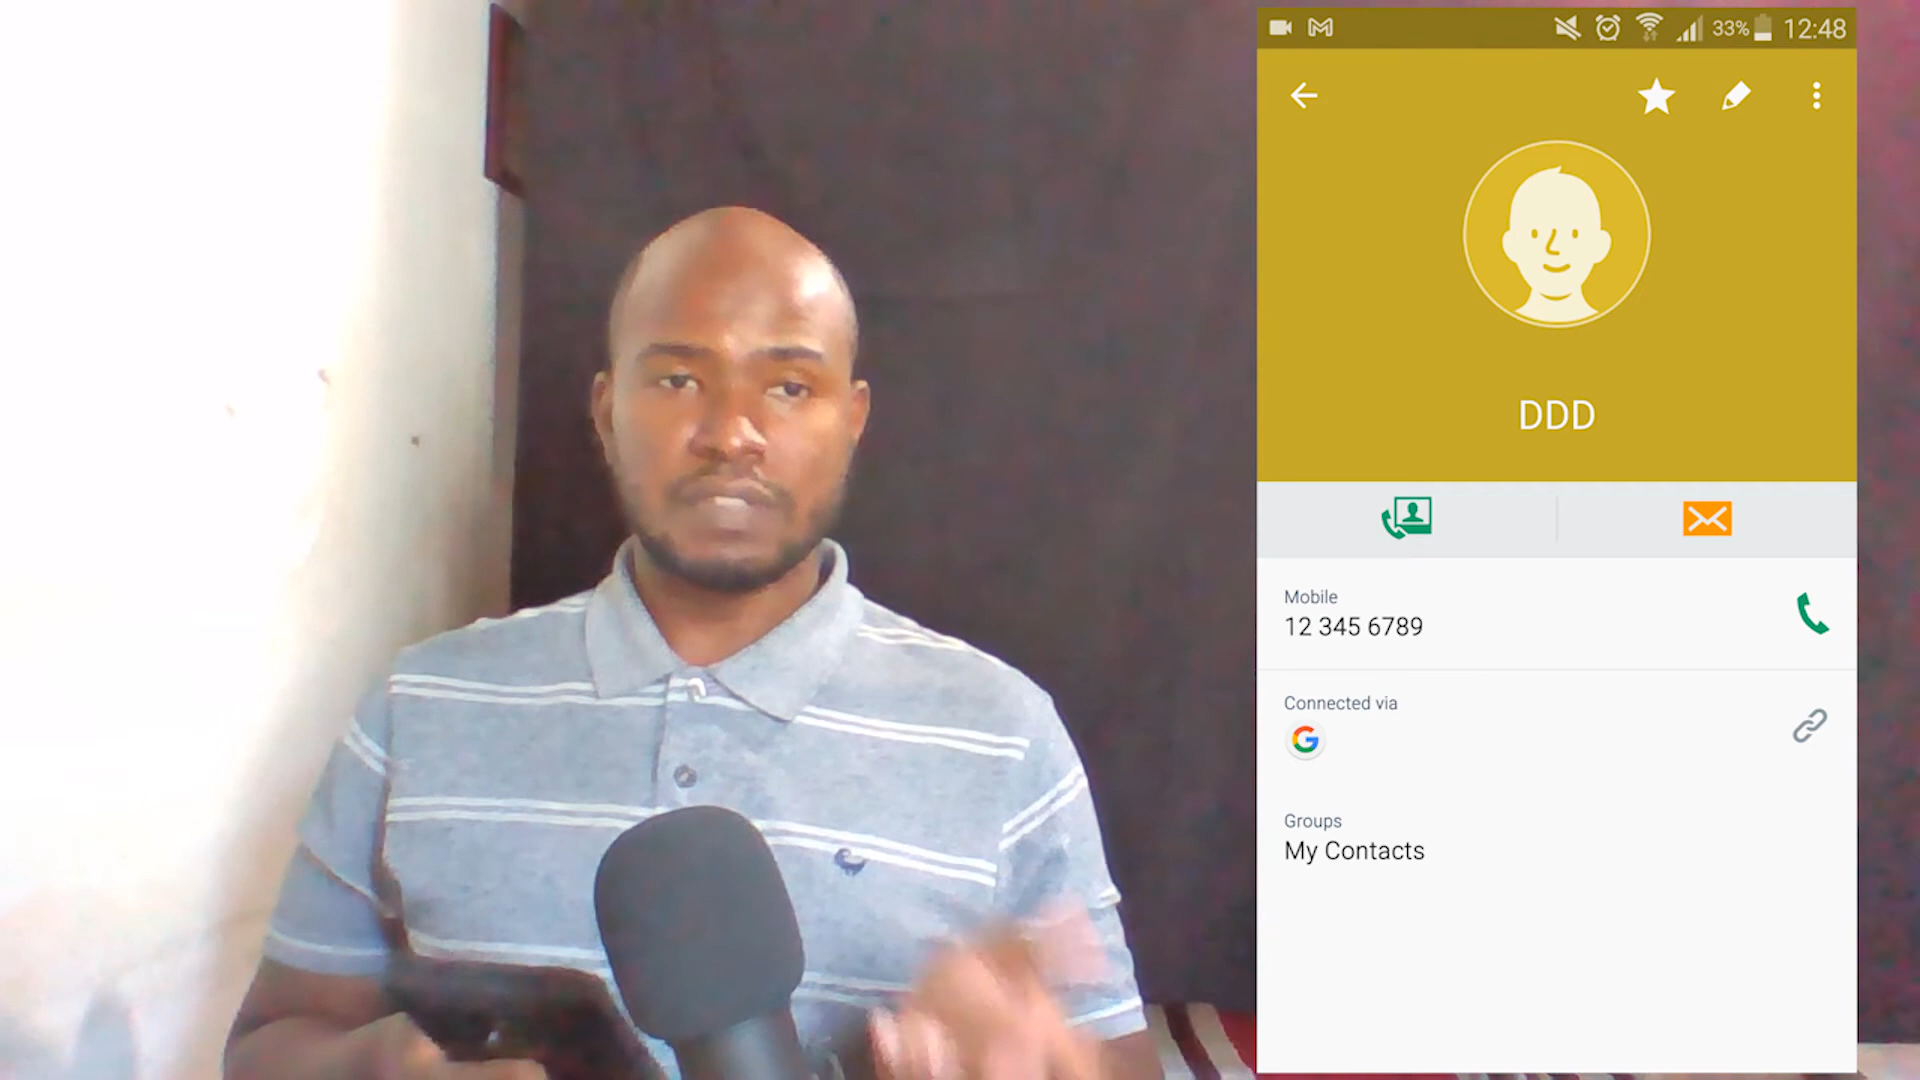 33% 12:48
DDD
Mobile
12 345 6789
Connected via
Groups
My Contacts